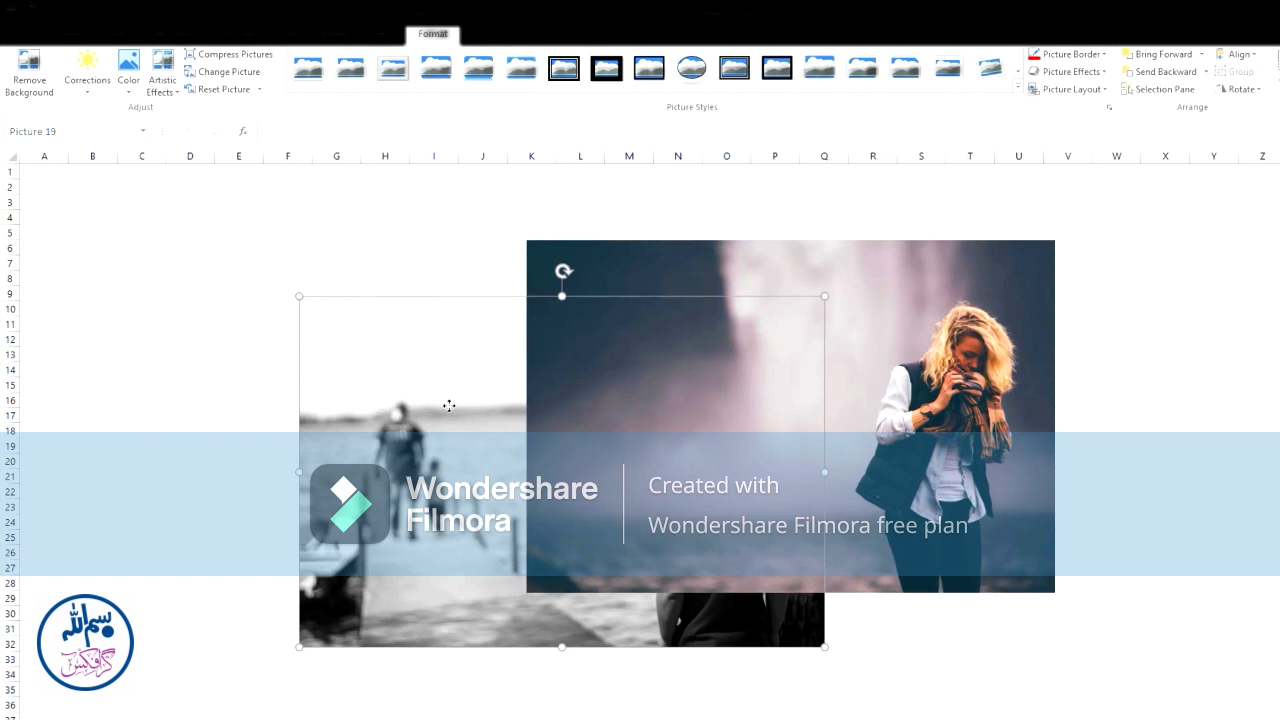 Format
Remove
Background
Corrections
Color
Artistic
Effects
Compress Pictures
Change Picture
Reset Picture
Adjust
Picture Styles
Picture Border
Picture Effects
Picture Layout
Bring Forward
Send Backward
Selection Pane
Align
Group
Rotate
Arrange
Picture 19
fx
A B C D E F G H I J K L M N O P Q R S T U V W X Y Z
1
2
3
4
5
6
7
8
9
10
11
12
13
14
15
16
17
18
19
20
21
22
23
24
25
26
27
28
29
30
31
32
33
34
35
36
37
Wondershare
Filmora
Created with
Wondershare Filmora free plan
بسم الله
گرافکس